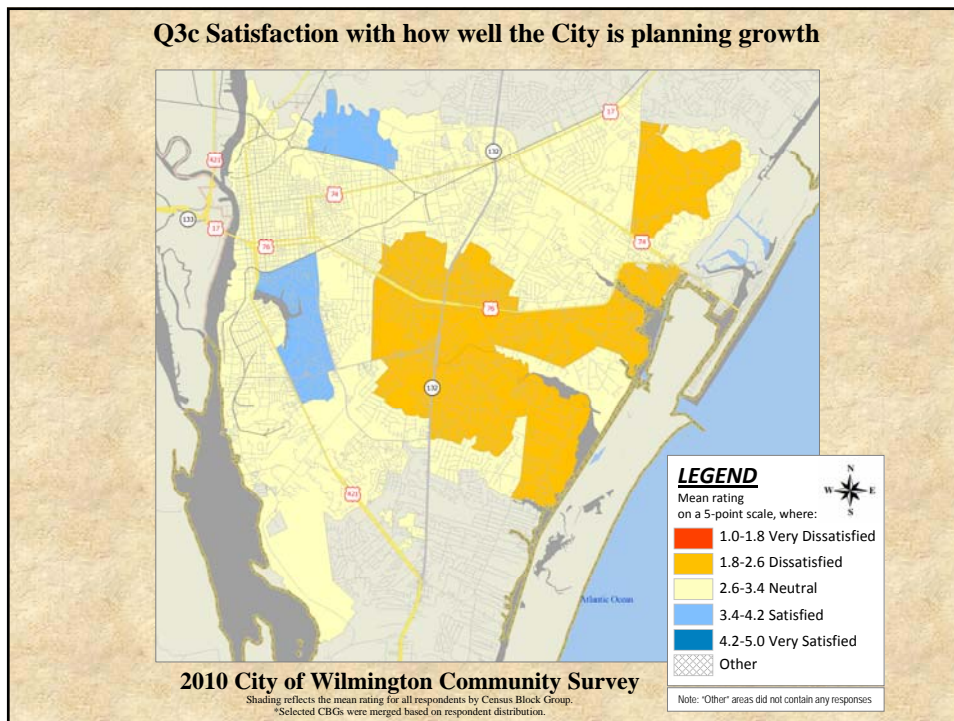 Q3c Satisfaction with how well the City is planning growth
17
132
421
74
133
17
76
74
76
132
421
Atlantic Ocean
LEGEND
N
W E
S
Mean rating
on a 5-point scale, where:
1.0-1.8 Very Dissatisfied
1.8-2.6 Dissatisfied
2.6-3.4 Neutral
3.4-4.2 Satisfied
4.2-5.0 Very Satisfied
Other
Note: "Other" areas did not contain any responses
2010 City of Wilmington Community Survey
Shading reflects the mean rating for all respondents by Census Block Group.
*Selected CBGs were merged based on respondent distribution.